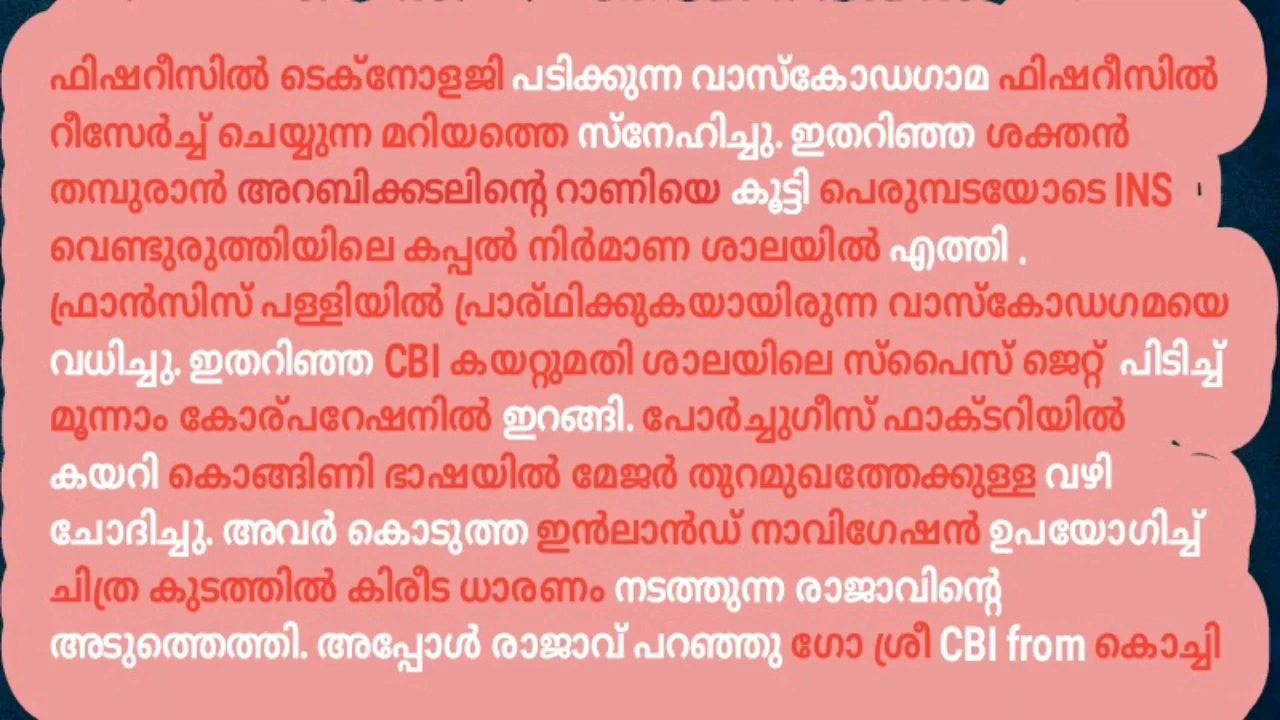 ഫിഷറീസിൽ ടെക്നോളജി പടിക്കുന്ന വാസ്കോഡഗാമ ഫിഷറീസിൽ
റീസേർച്ച് ചെയ്യുന്ന മറിയത്തെ സ്നേഹിച്ചു. ഇതറിഞ്ഞ ശക്തൻ
തമ്പുരാൻ അറബിക്കടലിന്റെ റാണിയെ കൂട്ടി പെരുമ്പടയോടെ INS
വെണ്ടുരുത്തിയിലെ കപ്പൽ നിർമാണ ശാലയിൽ എത്തി .
ഫ്രാൻസിസ് പള്ളിയിൽ പ്രാര്ഥിക്കുകയായിരുന്ന വാസ്കോഡഗമയെ
വധിച്ചു. ഇതറിഞ്ഞ CBI കയറ്റുമതി ശാലയിലെ സ്പൈസ് ജെറ്റ് പിടിച്ച്
മൂന്നാം കോര്പറേഷനിൽ ഇറങ്ങി. പോർച്ചുഗീസ് ഫാക്ടറിയിൽ
കയറി കൊങ്ങിണി ഭാഷയിൽ മേജർ തുറമുഖത്തേക്കുള്ള വഴി
ചോദിച്ചു. അവർ കൊടുത്ത ഇൻലാൻഡ് നാവിഗേഷൻ ഉപയോഗിച്ച്
ചിത്ര കുടത്തിൽ കിരീട ധാരണം നടത്തുന്ന രാജാവിന്റെ
അടുത്തെത്തി. അപ്പോൾ രാജാവ് പറഞ്ഞു ഗോ ശ്രീ CBI from കൊച്ചി